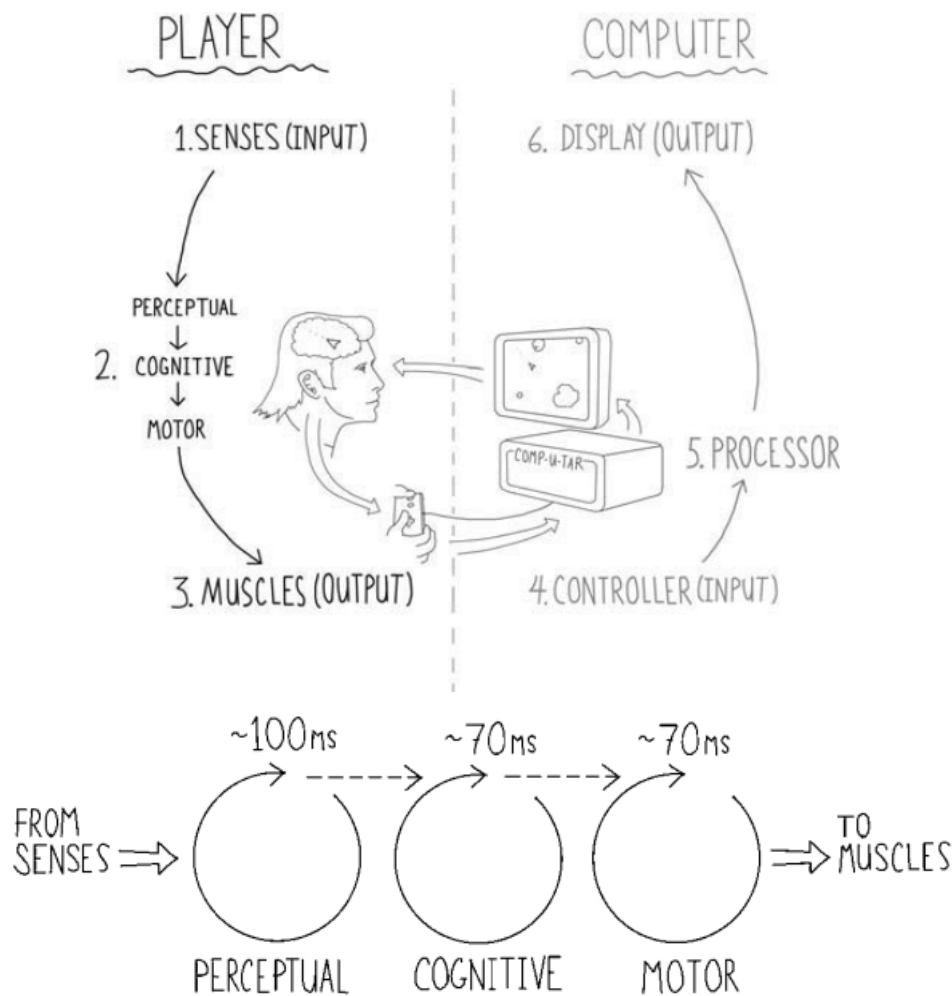 PLAYER
COMPUTER
1. SENSES (INPUT)
6. DISPLAY (OUTPUT)
PERCEPTUAL
2. COGNITIVE
MOTOR
COMP-U-TAR
5. PROCESSOR
3. MUSCLES (OUTPUT)
4. CONTROLLER (INPUT)
~100MS
~70MS
~70MS
FROM
SENSES
TO
MUSCLES
PERCEPTUAL
COGNITIVE
MOTOR